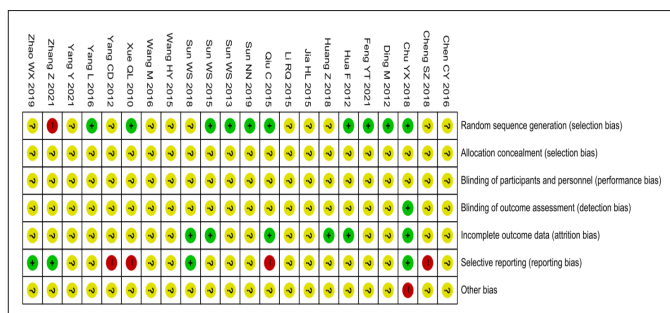 Zhao WX 2019
Zhang Z 2021
Yang Y 2021
Yang L 2016
Yang CD 2012
Xue QL 2010
Wang M 2016
Wang HY 2015
Sun WS 2018
Sun WS 2015
Sun WS 2013
Sun NN 2019
Qiu C 2015
Li RQ 2015
Jia HL 2015
Huang Z 2018
Hua F 2012
Feng YT 2021
Ding M 2012
Chu YX 2018
Cheng SZ 2018
Chen CY 2016
? - ? + ? + ? ? ? + + + + ? ? ? + + + + ? ? Random sequence generation (selection bias)
? ? ? ? ? ? ? ? ? ? ? ? ? ? ? ? ? ? ? ? ? ? Allocation concealment (selection bias)
? ? ? ? ? ? ? ? ? ? ? ? ? ? ? ? ? ? ? ? ? ? Blinding of participants and personnel (performance bias)
? ? ? ? ? ? ? ? ? ? ? ? ? ? ? ? ? ? ? + ? ? Blinding of outcome assessment (detection bias)
? ? ? ? ? ? ? ? + + ? ? + ? ? + + ? ? + ? ? Incomplete outcome data (attrition bias)
+ + ? ? - - ? ? + ? ? ? - ? ? ? ? ? ? + - ? Selective reporting (reporting bias)
? ? ? ? ? ? ? ? ? ? ? ? ? ? ? ? ? ? ? - ? ? Other bias